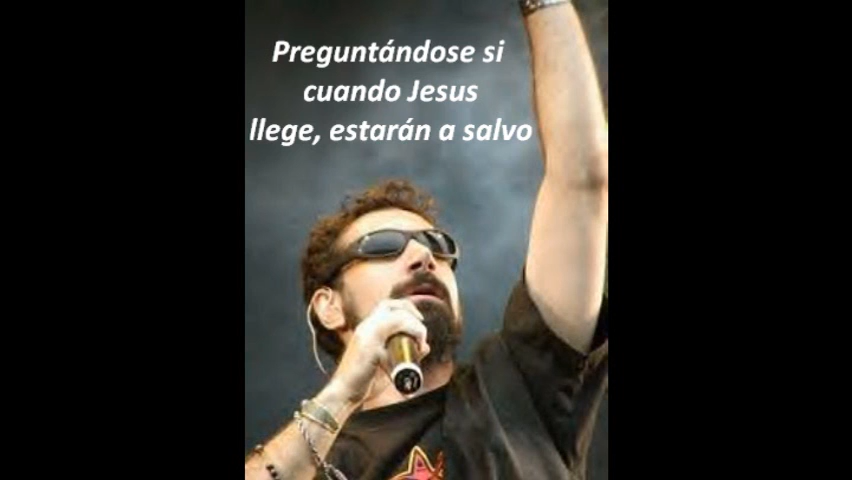 Preguntándose si
cuando Jesus
llege, estarán a salvo